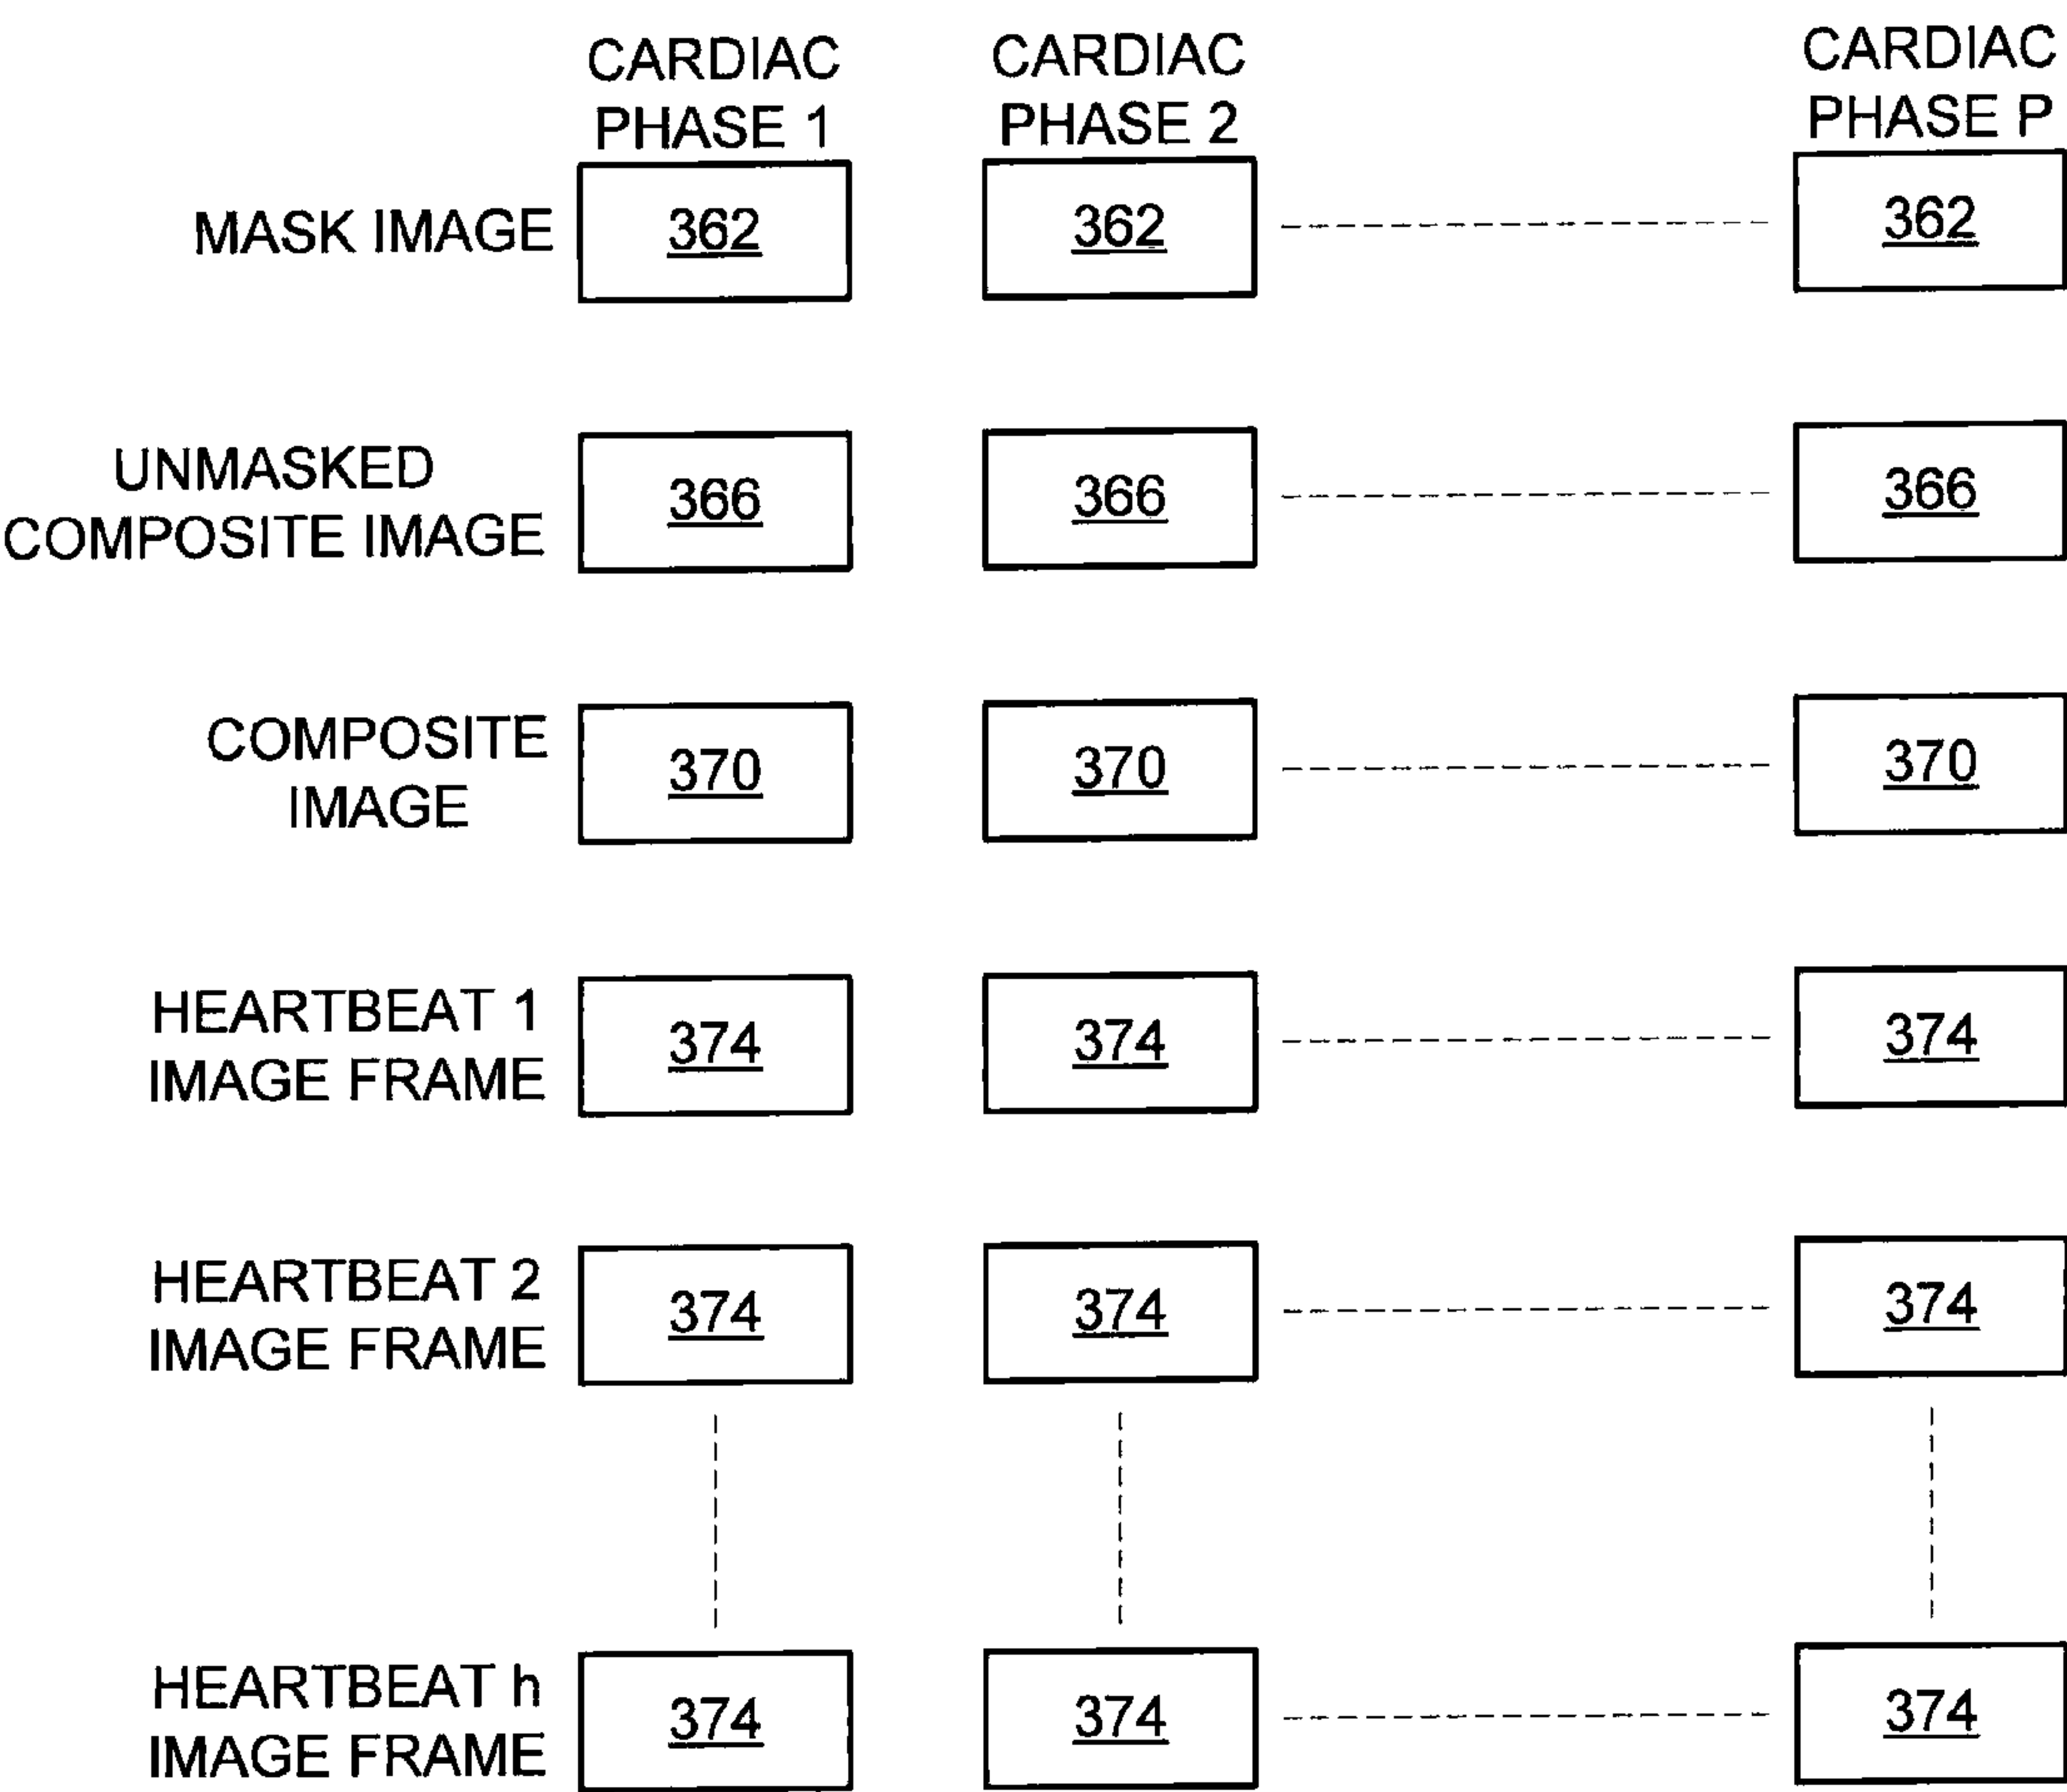 CARDIAC PHASE 1
CARDIAC PHASE 2
CARDIAC PHASE P
MASK IMAGE 362 362 362
UNMASKED
COMPOSITE IMAGE 366 366 366
COMPOSITE
IMAGE 370 370 370
HEARTBEAT 1
IMAGE FRAME 374 374 374
HEARTBEAT 2
IMAGE FRAME 374 374 374
HEARTBEAT h
IMAGE FRAME 374 374 374